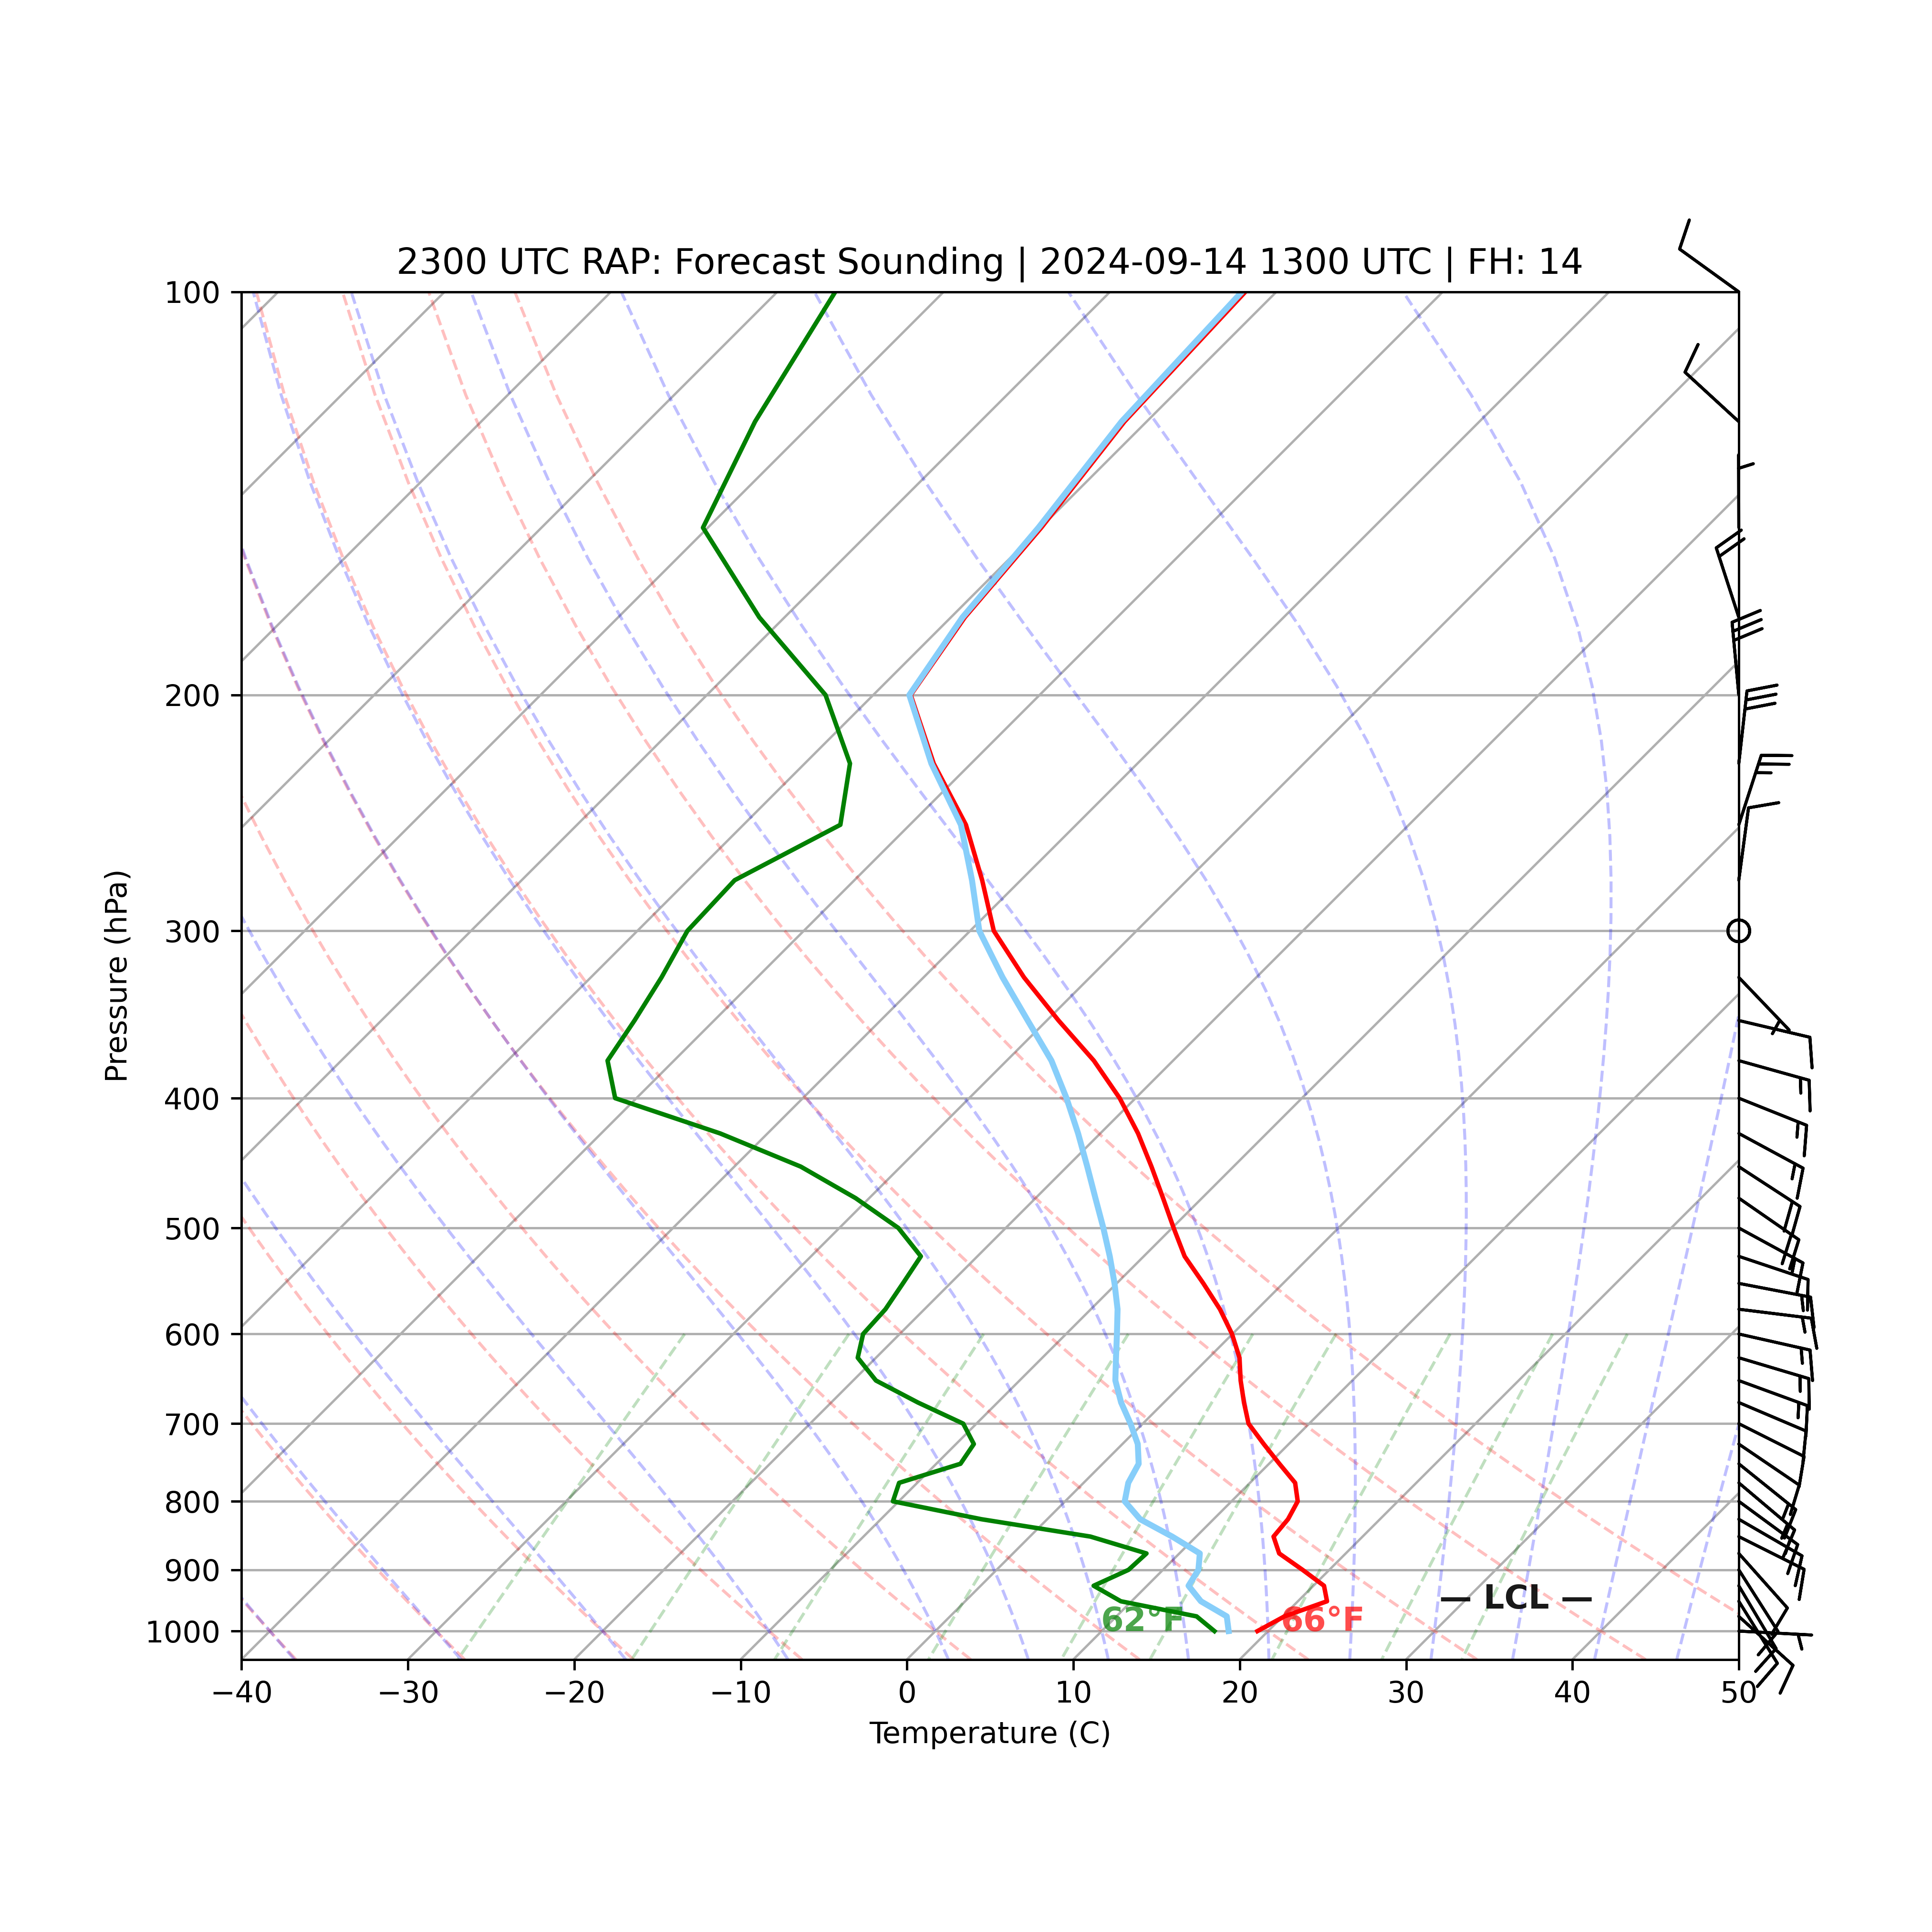 2300 UTC RAP: Forecast Sounding | 2024-09-14 1300 UTC | FH: 14
100
200
300
400
500
600
700
800
900
1000
Pressure (hPa)
— LCL —
62°F
66°F
−40 −30 −20 −10 0 10 20 30 40 50
Temperature (C)